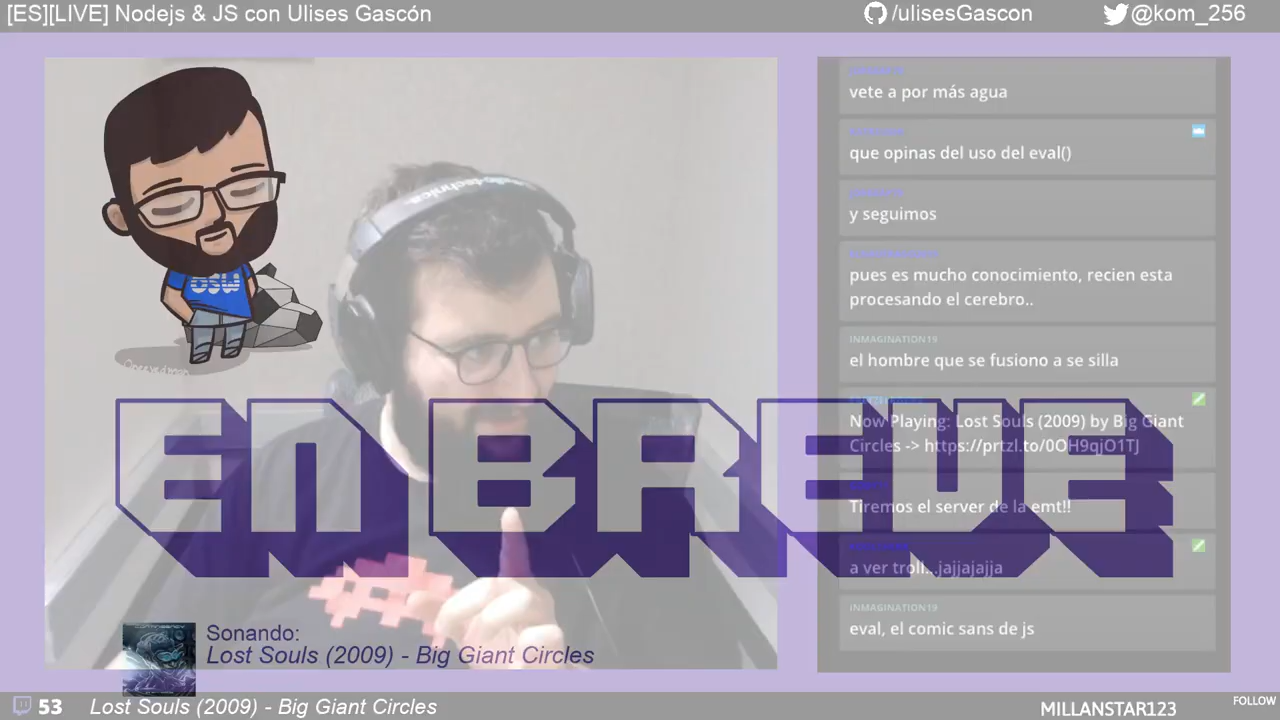 [ES][LIVE] Nodejs & JS con Ulises Gascón
/ulisesGascon
@kom_256
vete a por más agua
que opinas del uso del eval()
y seguimos
pues es mucho conocimiento, recien esta
procesando el cerebro..
INMAGINATION19
el hombre que se fusiono a se silla
Now Playing: Lost Souls (2009) by Big Giant
Circles -> https://prtzl.to/0OH9qjO1TJ
Tiremos el server de la emt!!
a ver troll...jajjajajja
INMAGINATION19
eval, el comic sans de js
audio-technica
OSW
EN BREVE
Sonando:
Lost Souls (2009) - Big Giant Circles
53
Lost Souls (2009) - Big Giant Circles
MILLANSTAR123
FOLLOW